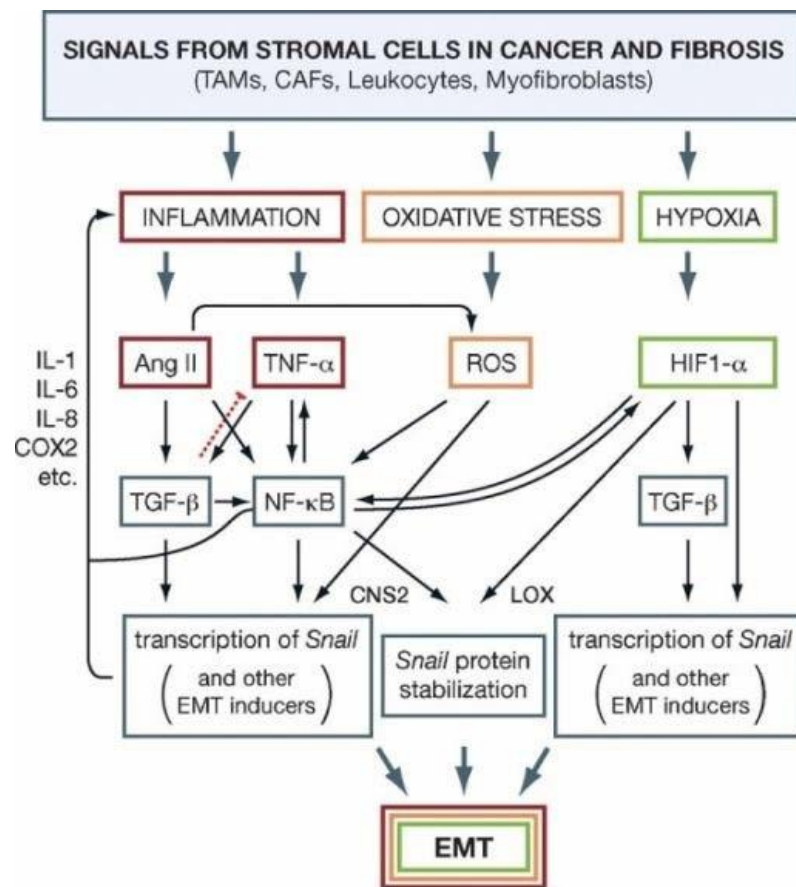 SIGNALS FROM STROMAL CELLS IN CANCER AND FIBROSIS
(TAMs, CAFs, Leukocytes, Myofibroblasts)
INFLAMMATION
OXIDATIVE STRESS
HYPOXIA
IL-1
IL-6
IL-8
COX2
etc.
Ang II
TNF-α
ROS
HIF1-α
TGF-β
NF-κB
TGF-β
CNS2
LOX
transcription of Snail
(and other
EMT inducers)
Snail protein
stabilization
transcription of Snail
(and other
EMT inducers)
EMT